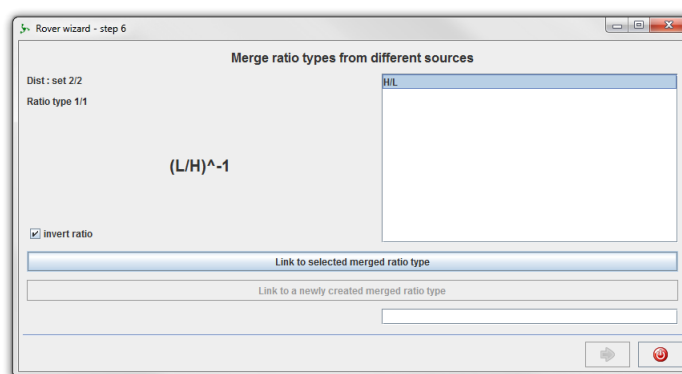 Rover wizard - step 6
Merge ratio types from different sources
Dist : set 2/2
H/L
Ratio type 1/1
(L/H)^-1
invert ratio
Link to selected merged ratio type
Link to a newly created merged ratio type